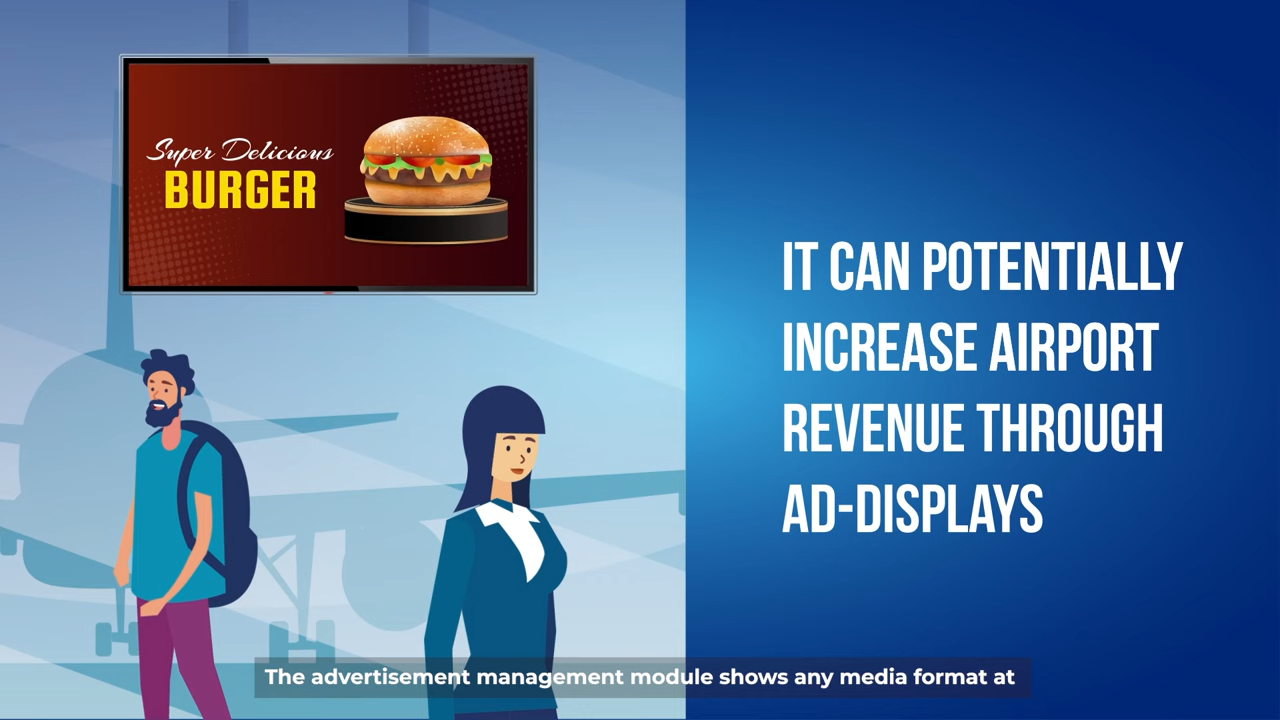 Super Delicious
BURGER
IT CAN POTENTIALLY
INCREASE AIRPORT
REVENUE THROUGH
AD-DISPLAYS
The advertisement management module shows any media format at